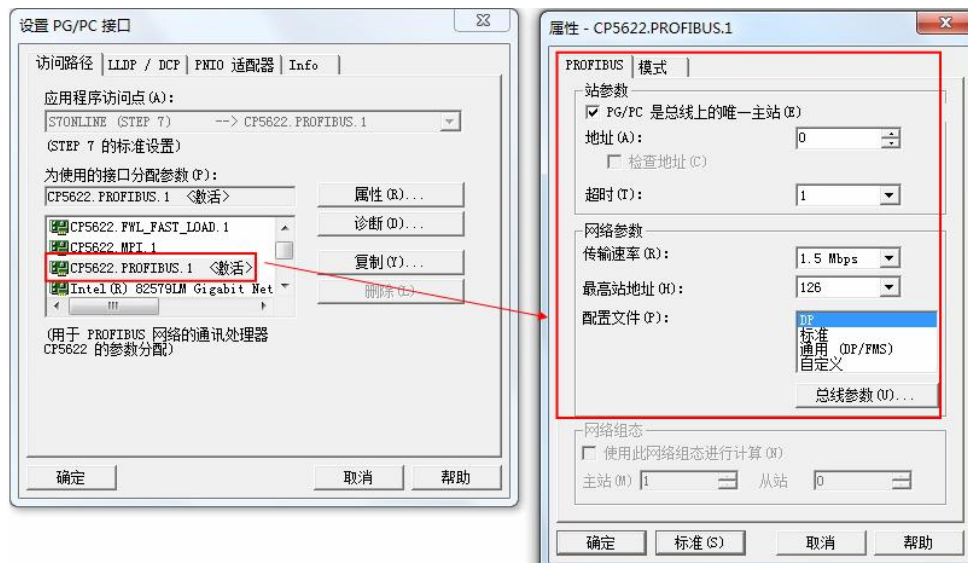 设置 PG/PC 接口
访问路径 LLDP / DCP PNIO 适配器 Info
应用程序访问点(A):
S7ONLINE (STEP 7) --> CP5622.PROFIBUS.1
(STEP 7 的标准设置)
为使用的接口分配参数(P):
CP5622.PROFIBUS.1 <激活>
CP5622.FWL_FAST_LOAD.1
CP5622.MPI.1
CP5622.PROFIBUS.1 <激活>
Intel(R) 82579LM Gigabit Net
属性(R)...
诊断(D)...
复制(Y)...
删除(L)
(用于 PROFIBUS 网络的通讯处理器
CP5622 的参数分配)
确定 取消 帮助
属性 - CP5622.PROFIBUS.1
PROFIBUS 模式
站参数
PG/PC 是总线上的唯一主站(E)
地址(A): 0
检查地址(C)
超时(T): 1
网络参数
传输速率(R): 1.5 Mbps
最高站地址(H): 126
配置文件(P): DP
标准
通用 (DP/FMS)
自定义
总线参数(U)...
网络组态
使用此网络组态进行计算(N)
主站(M) 1 从站 0
确定 标准(S) 取消 帮助